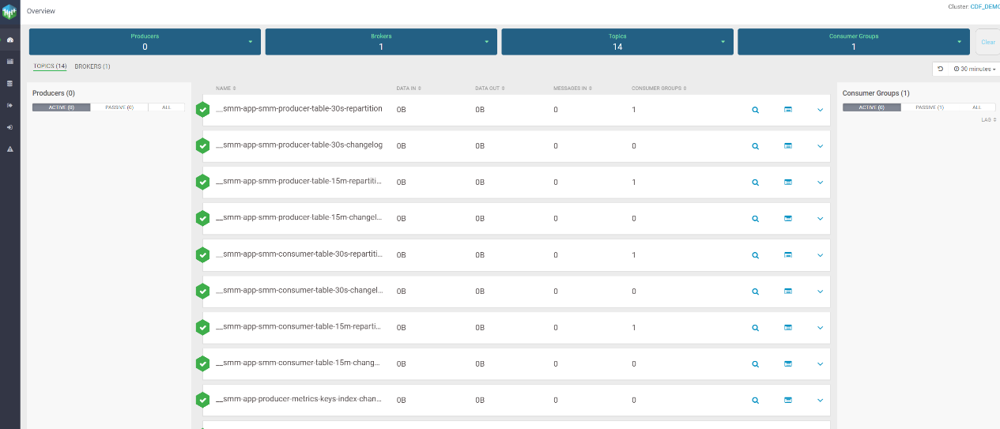 Overview
Cluster: CDF_DEMO
Producers
0
Brokers
1
Topics
14
Consumer Groups
1
Clear
TOPICS (14) BROKERS (1)
30 minutes
Producers (0)
ACTIVE (0) PASSIVE (0) ALL
NAME DATA IN DATA OUT MESSAGES IN CONSUMER GROUPS
__smm-app-smm-producer-table-30s-repartition 0B 0B 0 1
__smm-app-smm-producer-table-30s-changelog 0B 0B 0 0
__smm-app-smm-producer-table-15m-repartiti... 0B 0B 0 1
__smm-app-smm-producer-table-15m-changel... 0B 0B 0 0
__smm-app-smm-consumer-table-30s-repartiti... 0B 0B 0 1
__smm-app-smm-consumer-table-30s-changel... 0B 0B 0 0
__smm-app-smm-consumer-table-15m-reparti... 0B 0B 0 1
__smm-app-smm-consumer-table-15m-chang... 0B 0B 0 0
__smm-app-producer-metrics-keys-index-chan... 0B 0B 0 0
Consumer Groups (1)
ACTIVE (0) PASSIVE (1) ALL
LAG